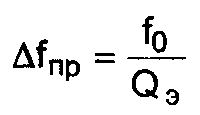 Δfпр = f0 / Qэ